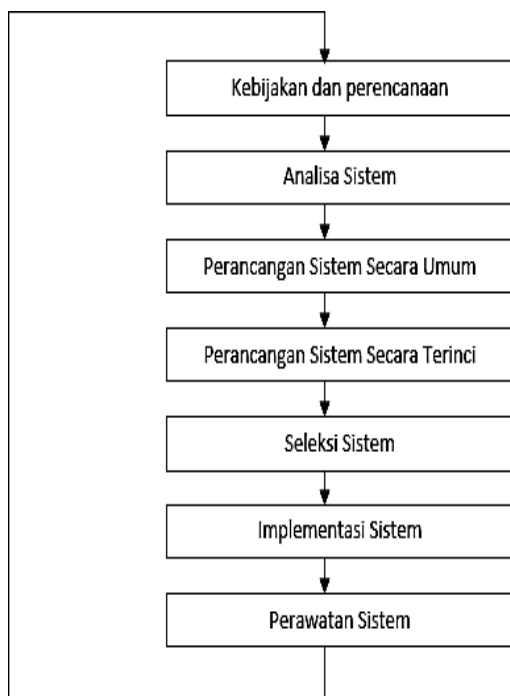 Kebijakan dan perencanaan
Analisa Sistem
Perancangan Sistem Secara Umum
Perancangan Sistem Secara Terinci
Seleksi Sistem
Implementasi Sistem
Perawatan Sistem